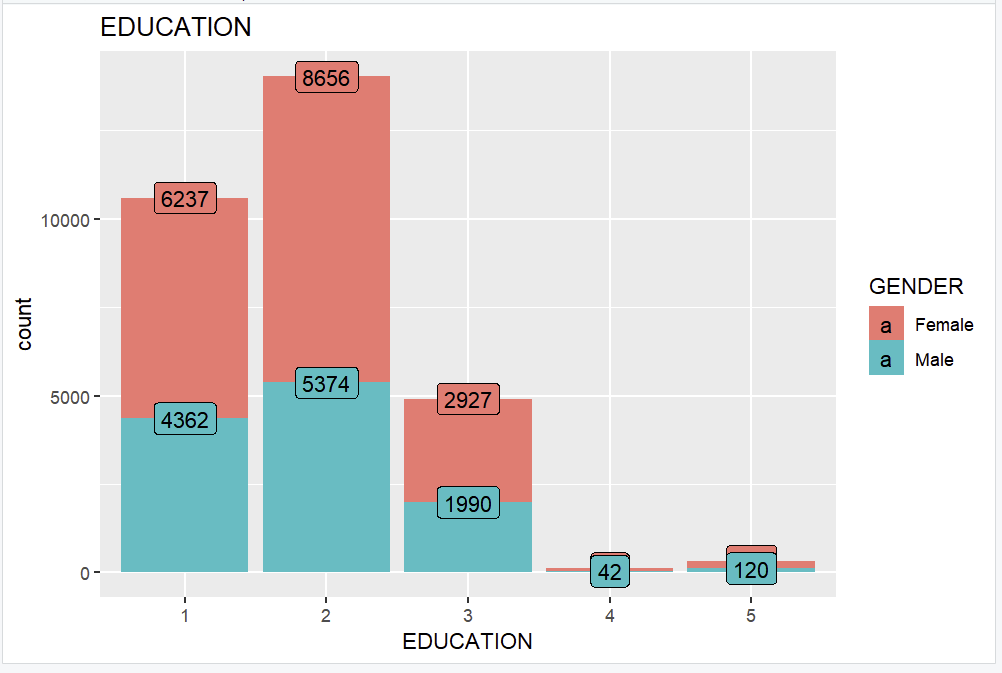 EDUCATION
8656
6237
10000
GENDER
a Female
count
a Male
5374
5000
2927
4362
1990
0
42
120
1 2 3 4 5
EDUCATION